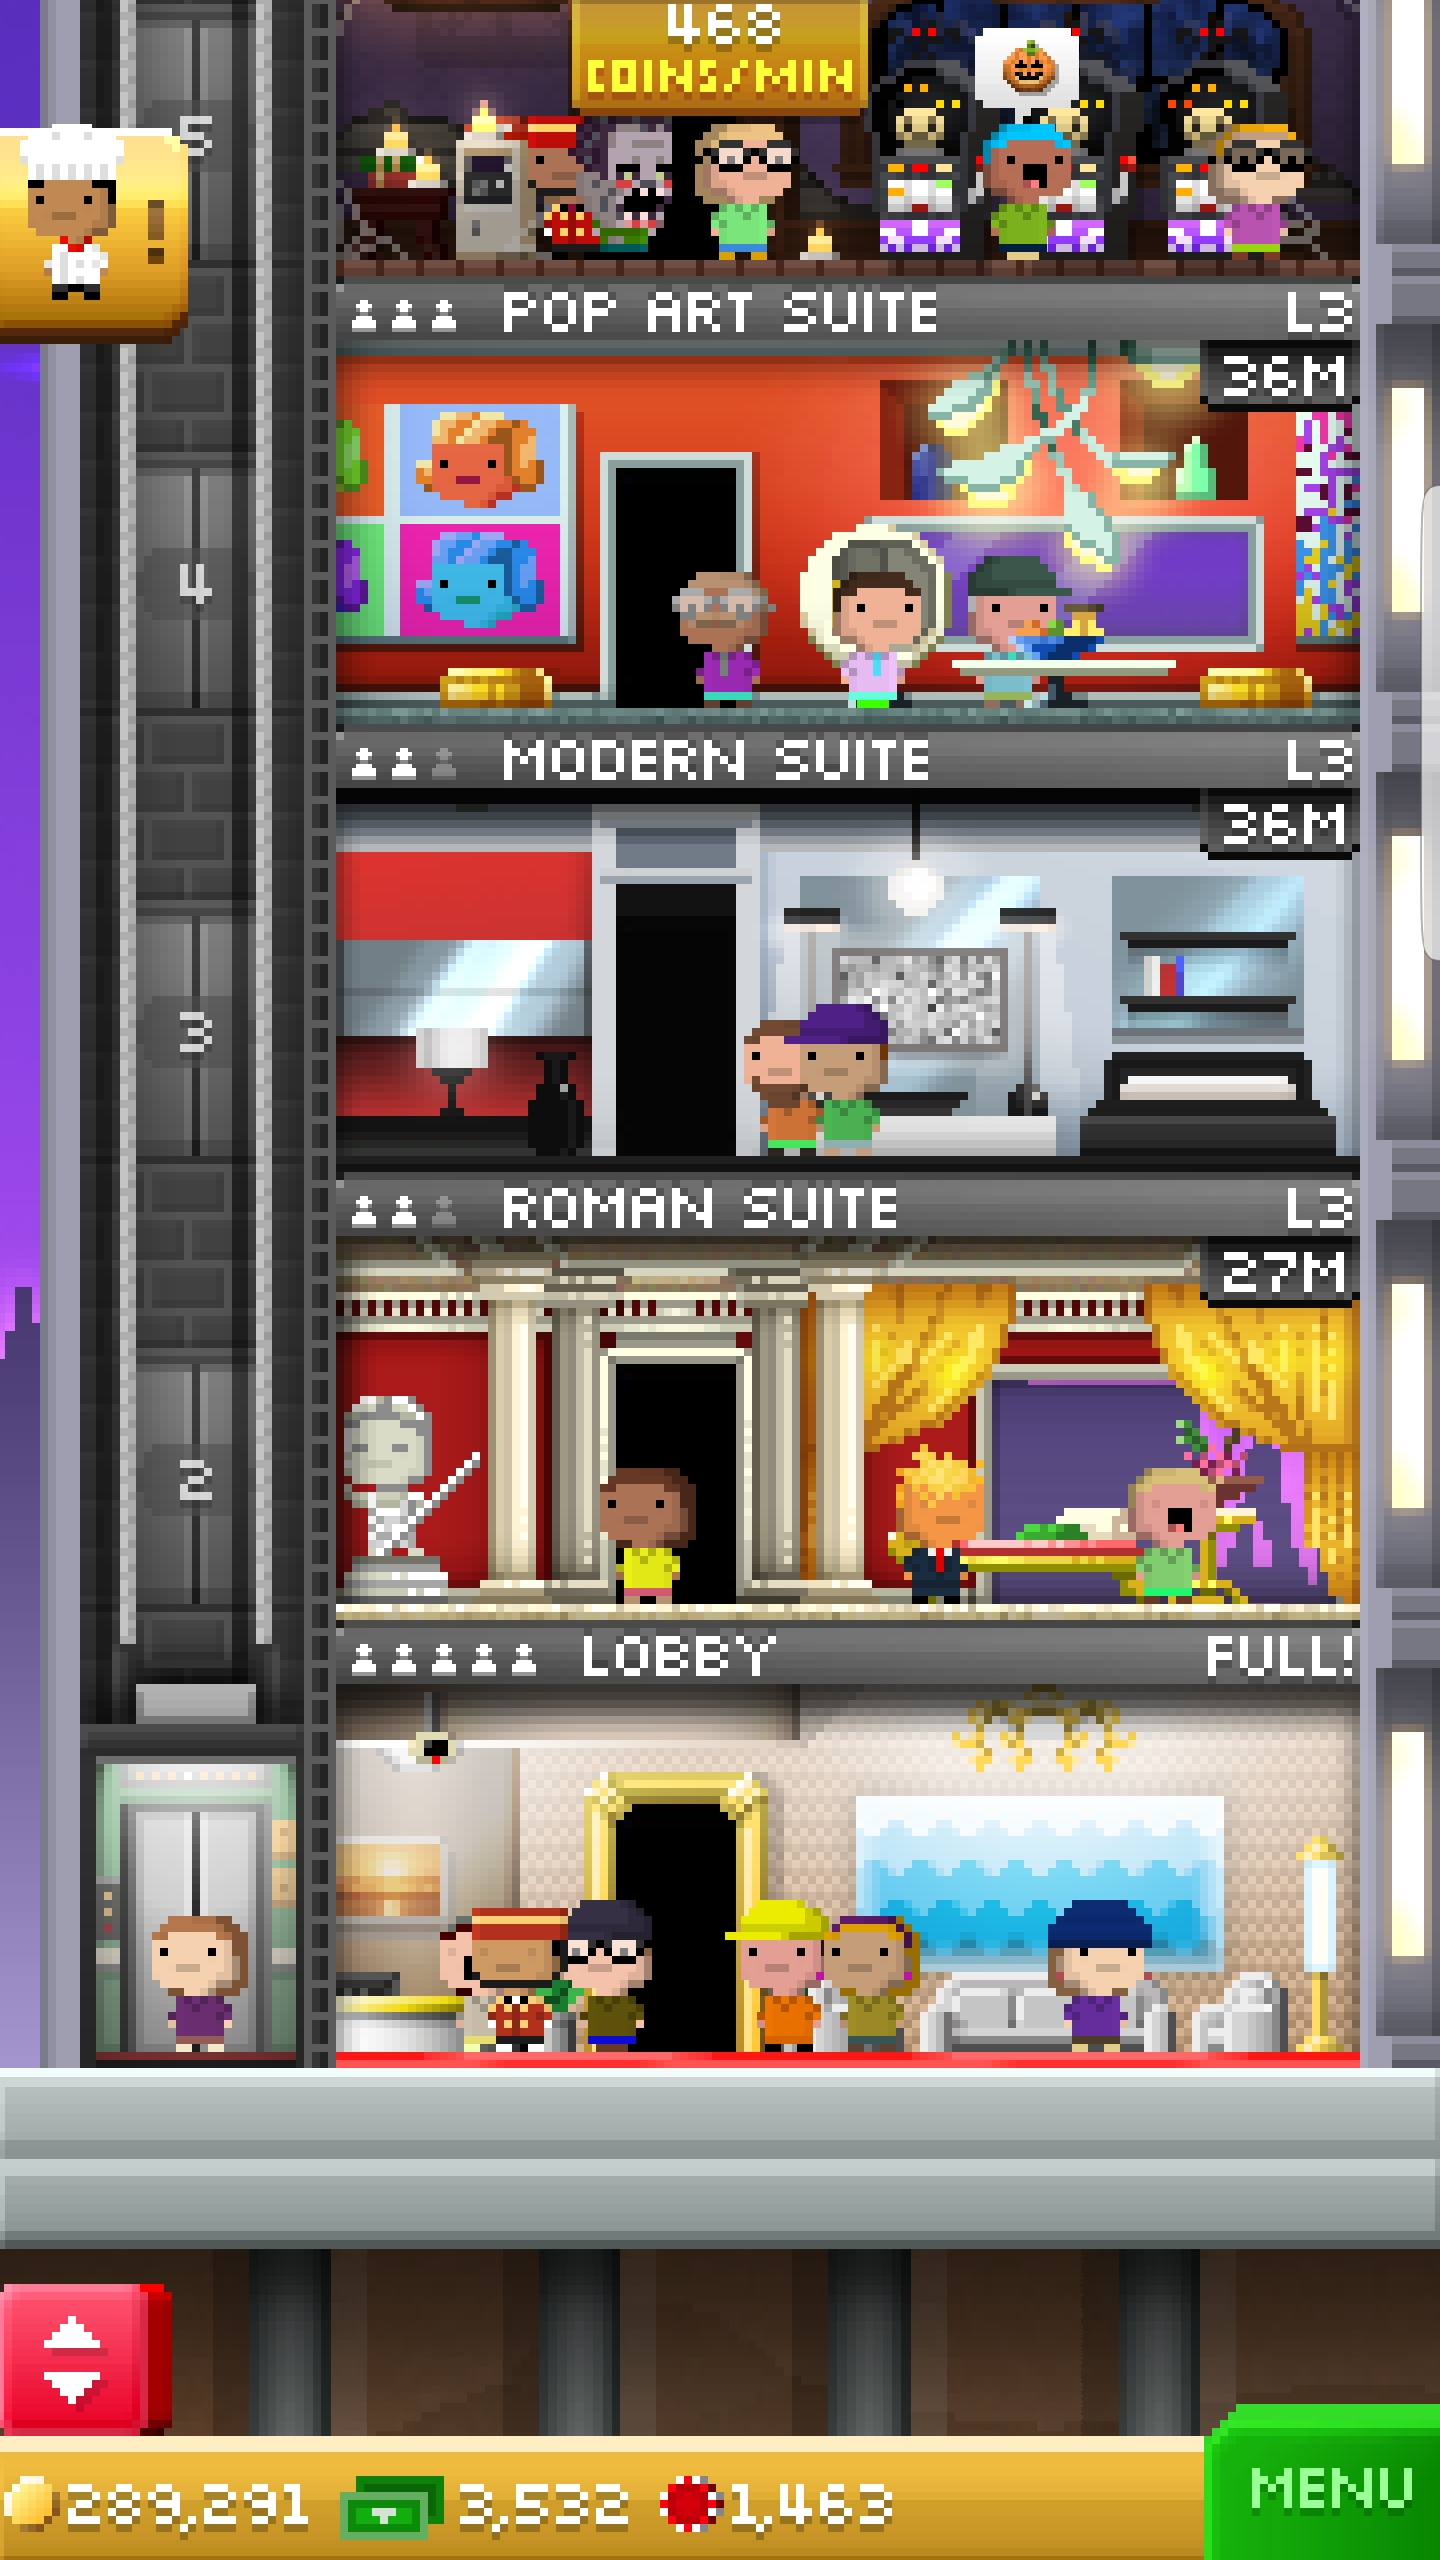 468
COINS/MIN
!
5
POP ART SUITE L3
36M
4
MODERN SUITE L3
36M
3
ROMAN SUITE L3
27M
2
LOBBY FULL!
289,291 3,532 1,463
MENU